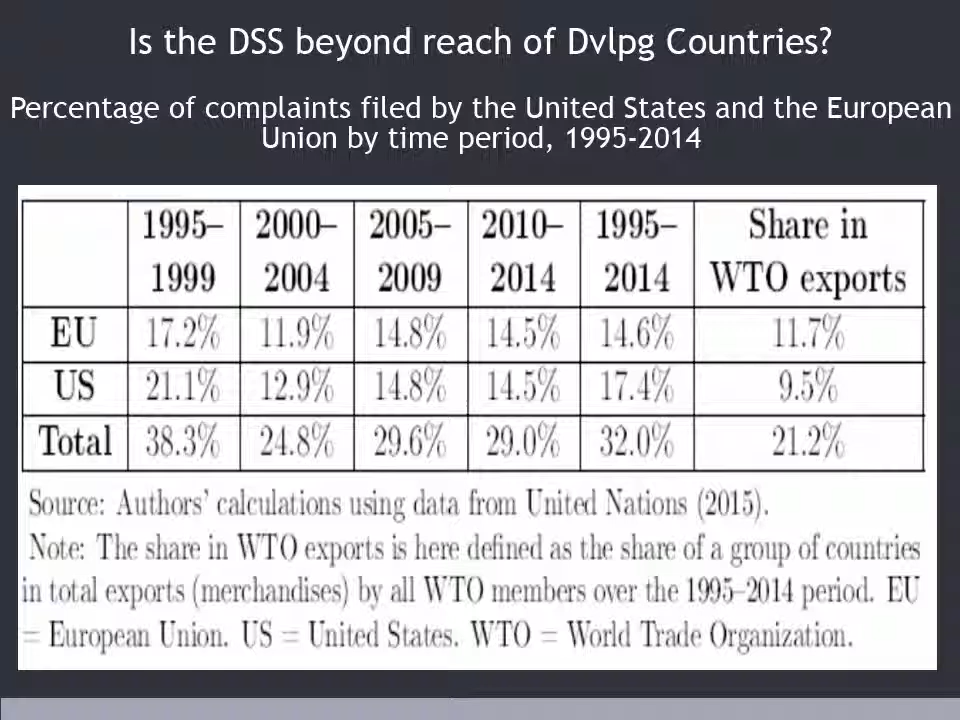 Is the DSS beyond reach of Dvlpg Countries?
Percentage of complaints filed by the United States and the European
Union by time period, 1995-2014
1995– 2000– 2005– 2010– 1995– Share in
1999 2004 2009 2014 2014 WTO exports
EU 17.2% 11.9% 14.8% 14.5% 14.6% 11.7%
US 21.1% 12.9% 14.8% 14.5% 17.4% 9.5%
Total 38.3% 24.8% 29.6% 29.0% 32.0% 21.2%
Source: Authors' calculations using data from United Nations (2015).
Note: The share in WTO exports is here defined as the share of a group of countries
in total exports (merchandises) by all WTO members over the 1995–2014 period. EU
= European Union. US = United States. WTO = World Trade Organization.